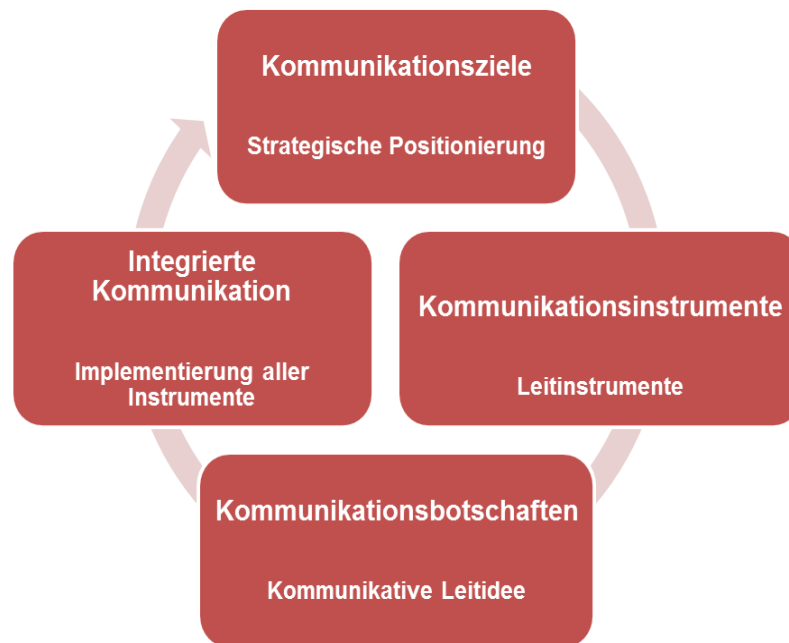 Kommunikationsziele
Strategische Positionierung
Kommunikationsinstrumente
Leitinstrumente
Kommunikationsbotschaften
Kommunikative Leitidee
Integrierte
Kommunikation
Implementierung aller
Instrumente